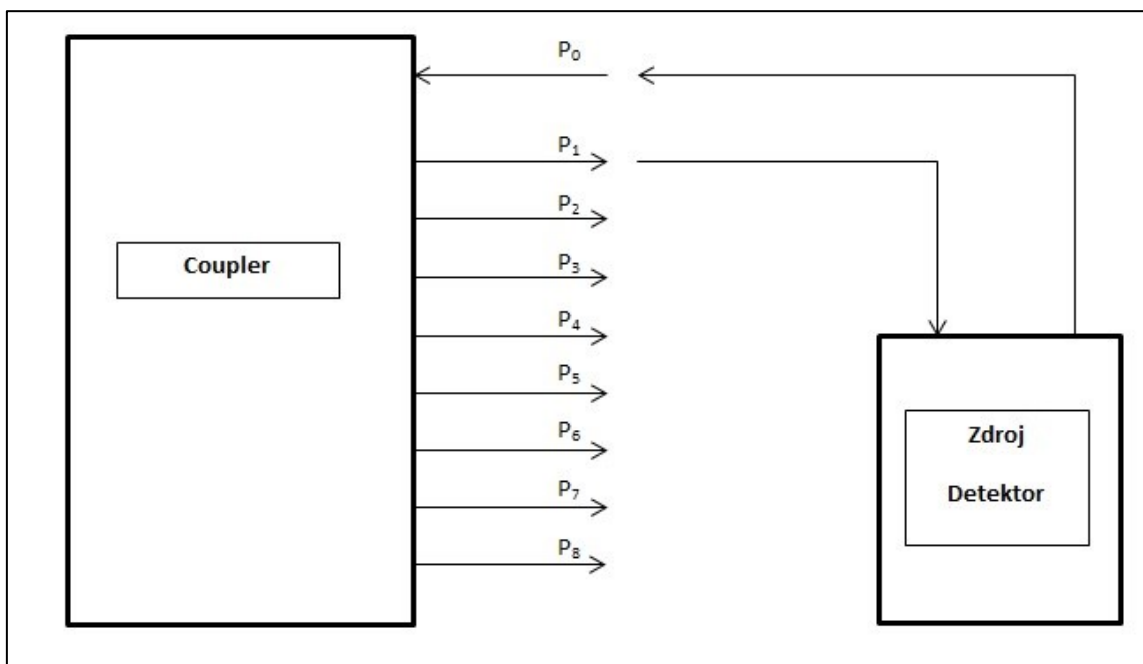 P₀
P₁
P₂
P₃
P₄
P₅
P₆
P₇
P₈
Coupler
Zdroj
Detektor